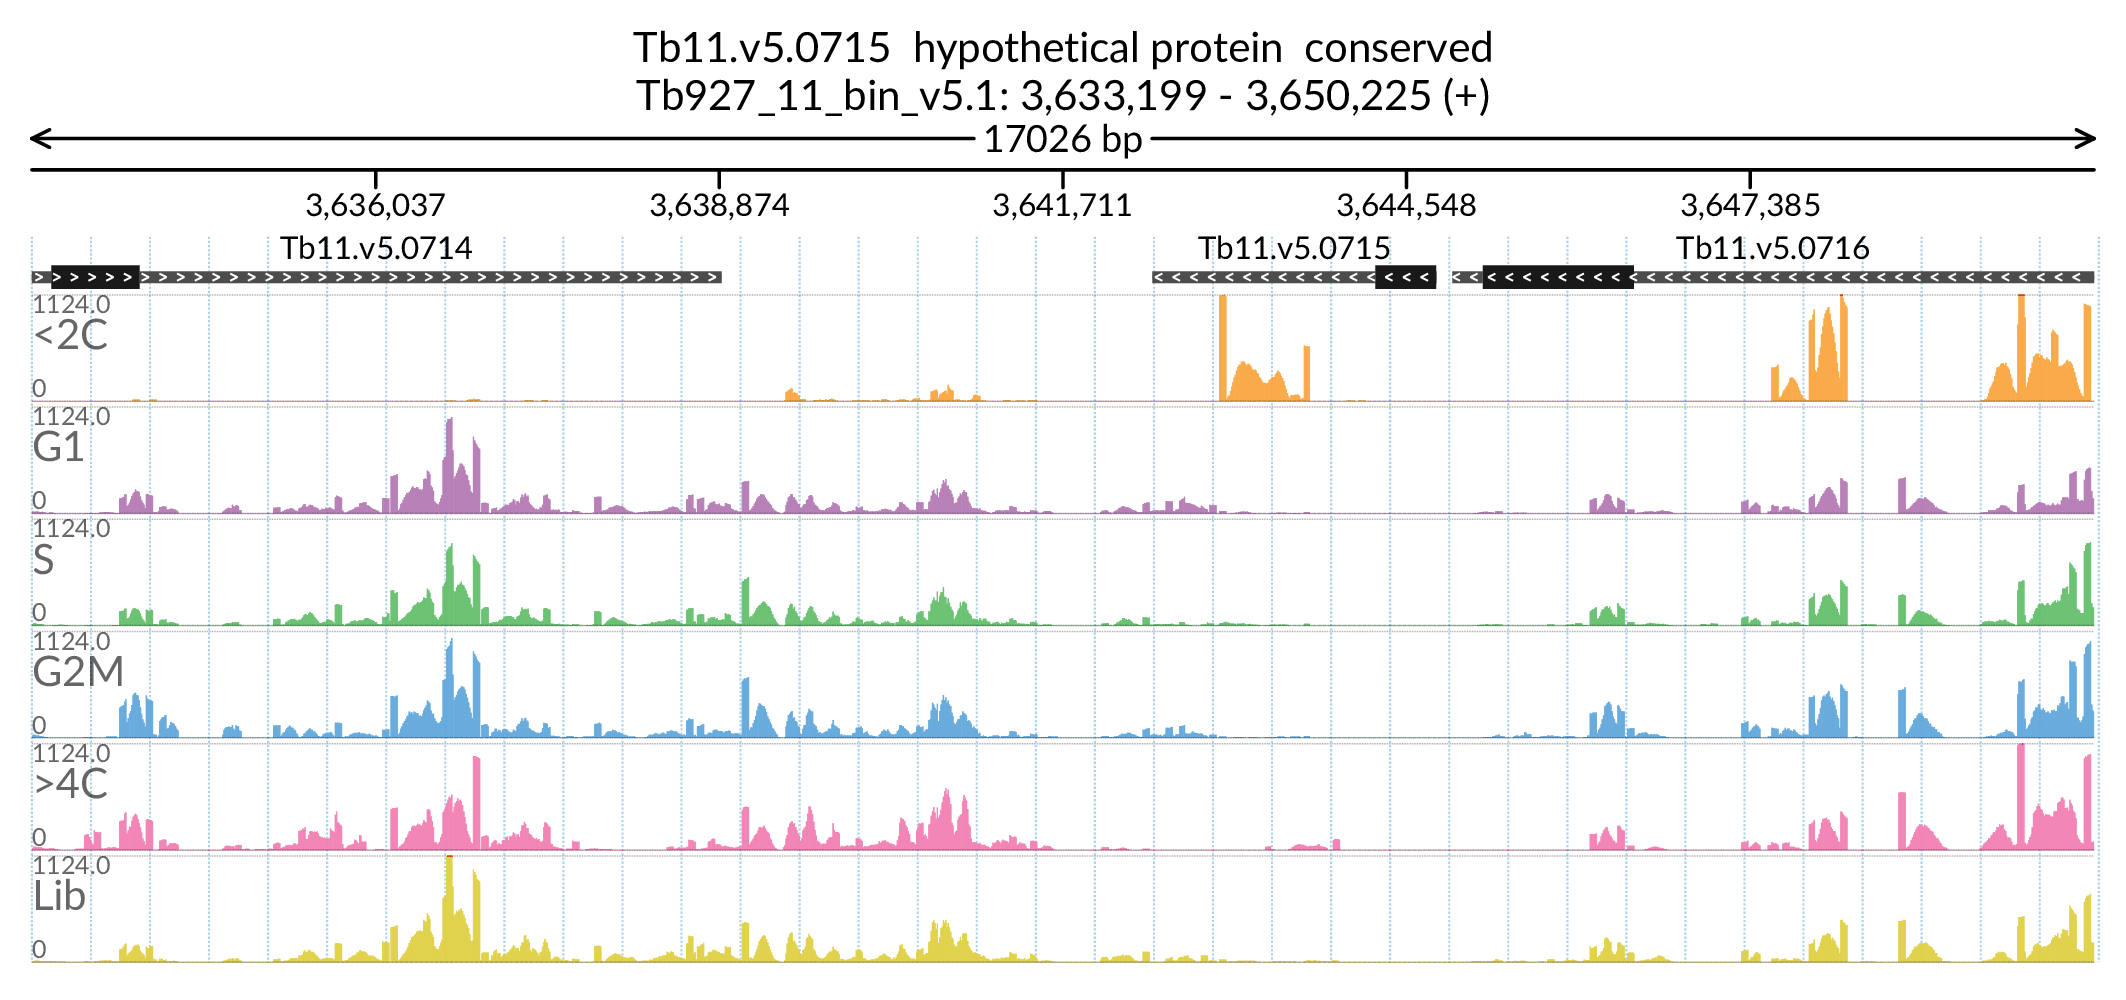 Tb11.v5.0715  hypothetical protein  conserved
Tb927_11_bin_v5.1: 3,633,199 - 3,650,225 (+)
17026 bp
3,636,037 3,638,874 3,641,711 3,644,548 3,647,385
Tb11.v5.0714 Tb11.v5.0715 Tb11.v5.0716
1124.0
<2C
0
1124.0
G1
0
1124.0
S
0
1124.0
G2M
0
1124.0
>4C
0
1124.0
Lib
0